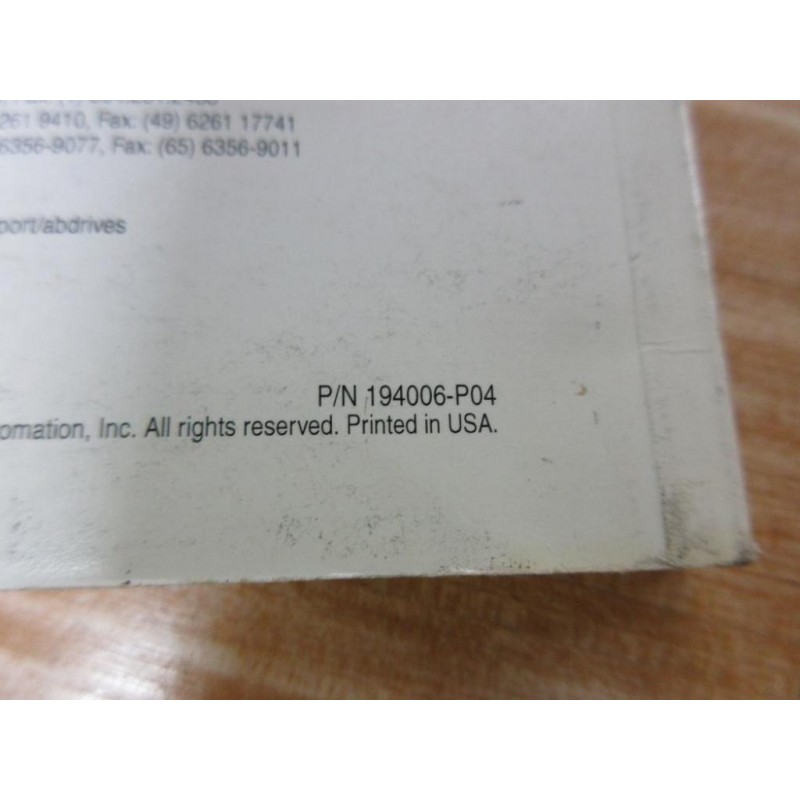 261 9410, Fax: (49) 6261 17741
6356-9077, Fax: (65) 6356-9011
port/abdrives
P/N 194006-P04
omation, Inc. All rights reserved. Printed in USA.